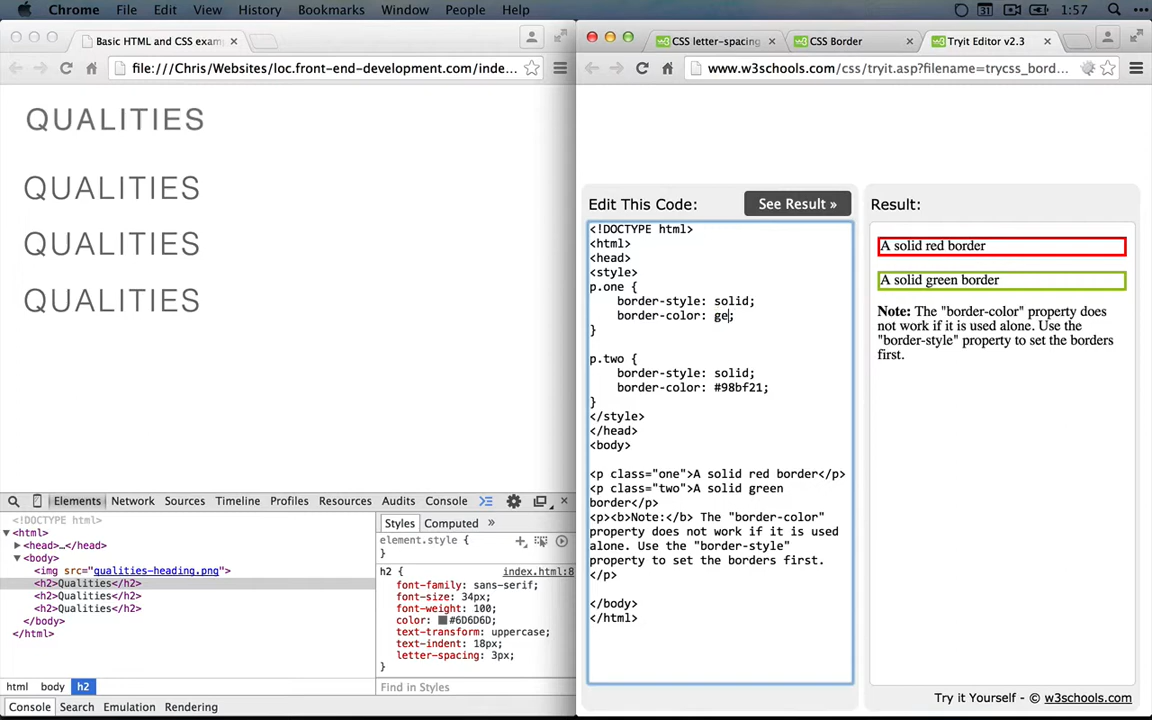 Chrome File Edit View History Bookmarks Window People Help 31 1:57
Basic HTML and CSS exam
file:///Chris/Websites/loc.front-end-development.com/inde...
QUALITIES
QUALITIES
QUALITIES
QUALITIES
Elements Network Sources Timeline Profiles Resources Audits Console
<!DOCTYPE html>
<html>
<head>…</head>
<body>
<img src="qualities-heading.png">
<h2>Qualities</h2>
<h2>Qualities</h2>
<h2>Qualities</h2>
</body>
</html>
Styles Computed »
element.style {
}
h2 { index.html:8
font-family: sans-serif;
font-size: 34px;
font-weight: 100;
color: #6D6D6D;
text-transform: uppercase;
text-indent: 18px;
letter-spacing: 3px;
}
Find in Styles
html body h2
Console Search Emulation Rendering
CSS letter-spacing CSS Border Tryit Editor v2.3
www.w3schools.com/css/tryit.asp?filename=trycss_bord...
Edit This Code: See Result »
<!DOCTYPE html>
<html>
<head>
<style>
p.one {
border-style: solid;
border-color: ge;
}
p.two {
border-style: solid;
border-color: #98bf21;
}
</style>
</head>
<body>
<p class="one">A solid red border</p>
<p class="two">A solid green
border</p>
<p><b>Note:</b> The "border-color"
property does not work if it is used
alone. Use the "border-style"
property to set the borders first.
</p>
</body>
</html>
Result:
A solid red border
A solid green border
Note: The "border-color" property does
not work if it is used alone. Use the
"border-style" property to set the borders
first.
Try it Yourself - © w3schools.com